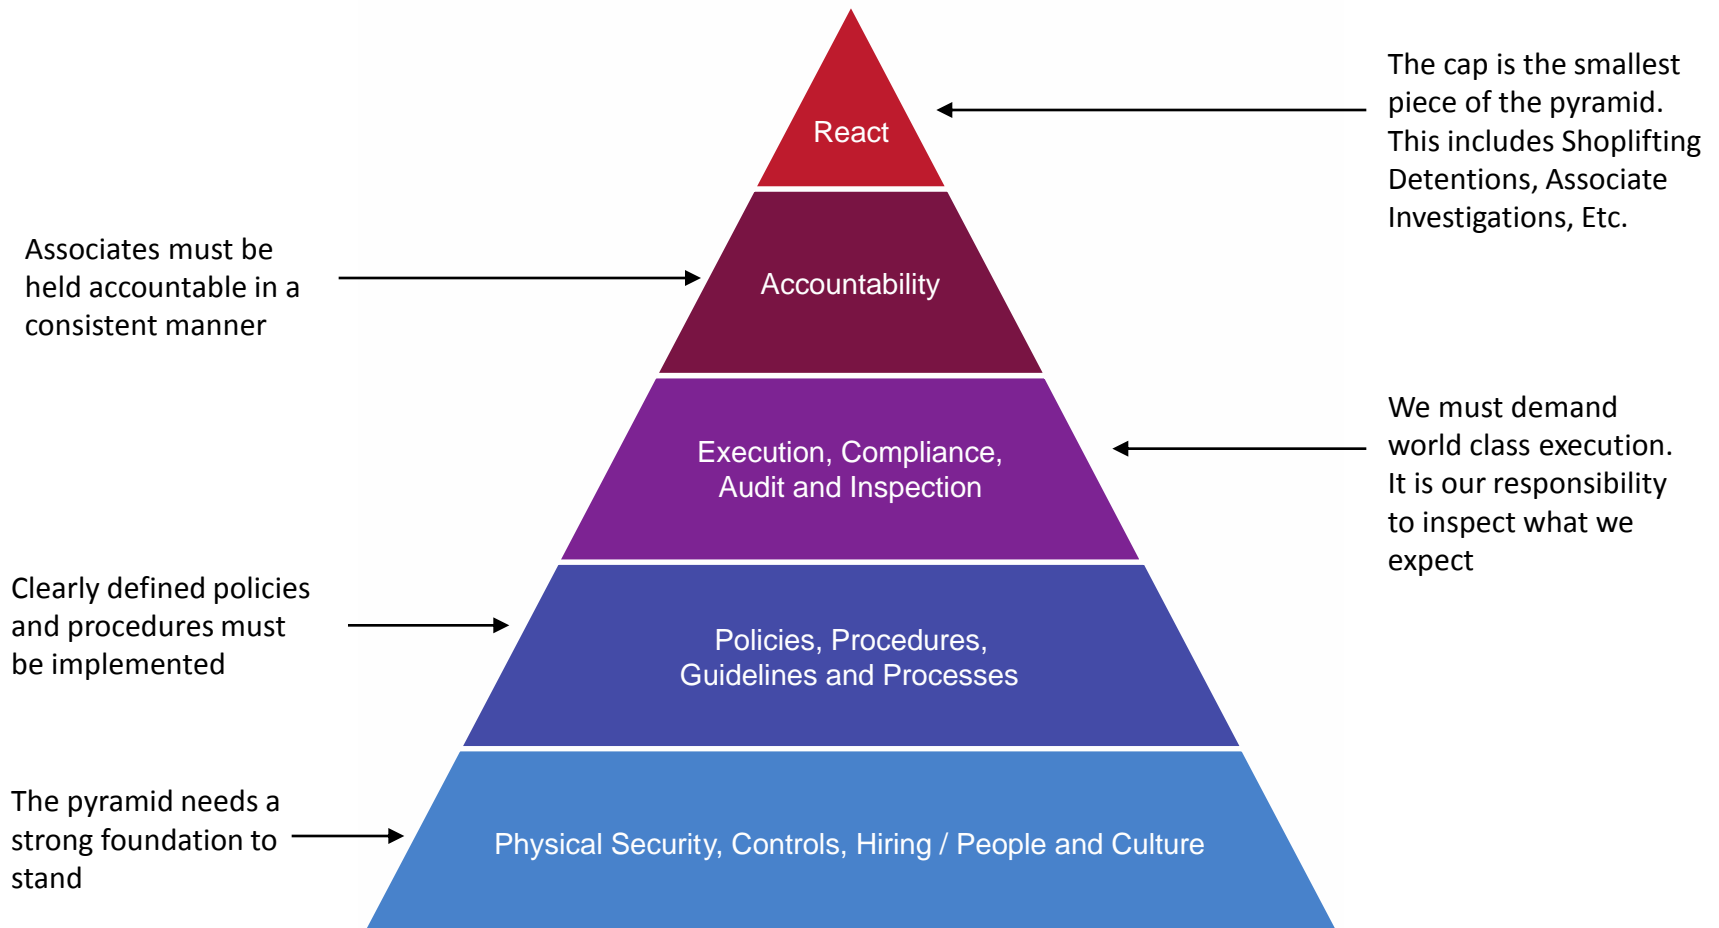 React
The cap is the smallest
piece of the pyramid.
This includes Shoplifting
Detentions, Associate
Investigations, Etc.
Associates must be
held accountable in a
consistent manner
Accountability
Execution, Compliance,
Audit and Inspection
We must demand
world class execution.
It is our responsibility
to inspect what we
expect
Clearly defined policies
and procedures must
be implemented
Policies, Procedures,
Guidelines and Processes
The pyramid needs a
strong foundation to
stand
Physical Security, Controls, Hiring / People and Culture